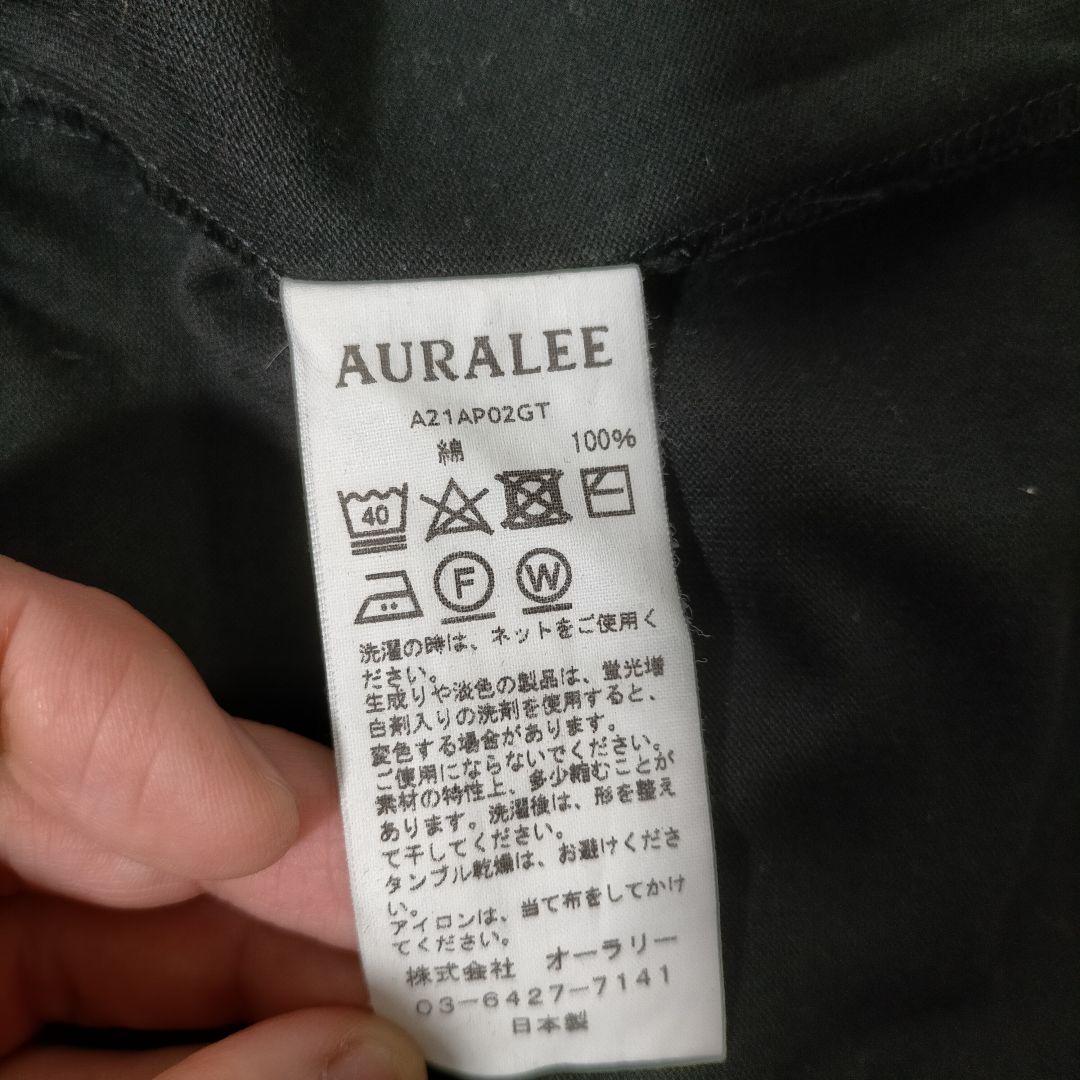 AURALEE
A21AP02GT
綿 100%
40
F W
洗濯の時は、ネットをご使用く
ださい。
生成りや淡色の製品は、蛍光増
白剤入りの洗剤を使用すると、
変色する場合があります。
ご使用にならないでください。
素材の特性上、多少縮むことが
あります。洗濯後は、形を整え
て干してください。
タンブル乾燥は、お避けくださ
い。
アイロンは、当て布をしてかけ
てください。
株式会社 オーラリー
03-6427-7141
日本製